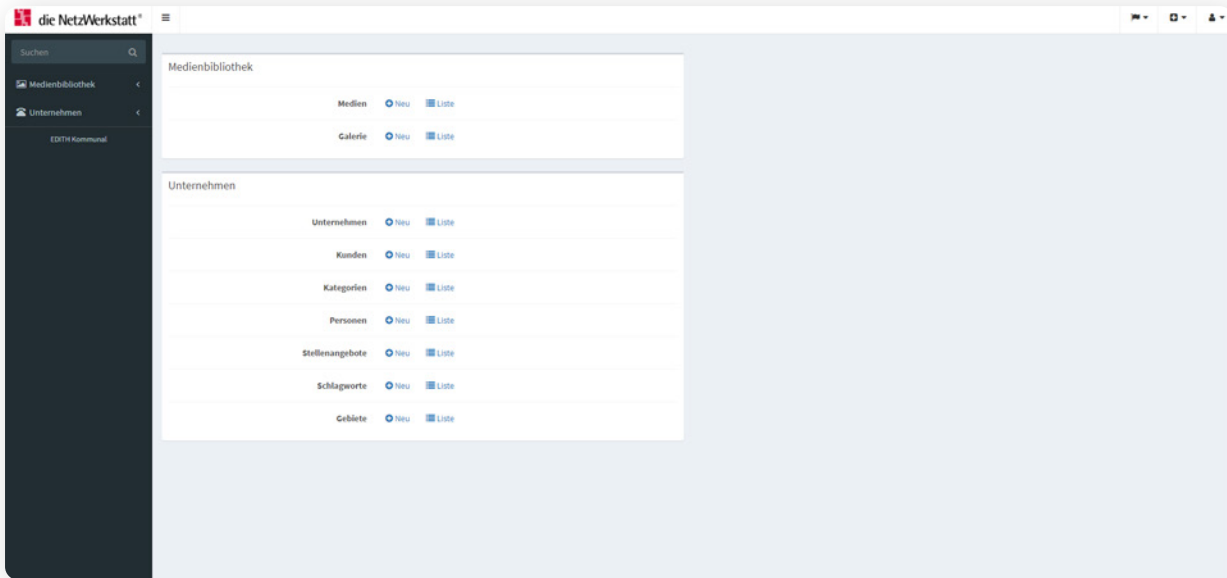 die NetzWerkstatt®
Suchen
Medienbibliothek
Unternehmen
EDITH Kommunal
Medienbibliothek
Medien Neu Liste
Galerie Neu Liste
Unternehmen
Unternehmen Neu Liste
Kunden Neu Liste
Kategorien Neu Liste
Personen Neu Liste
Stellenangebote Neu Liste
Schlagworte Neu Liste
Gebiete Neu Liste